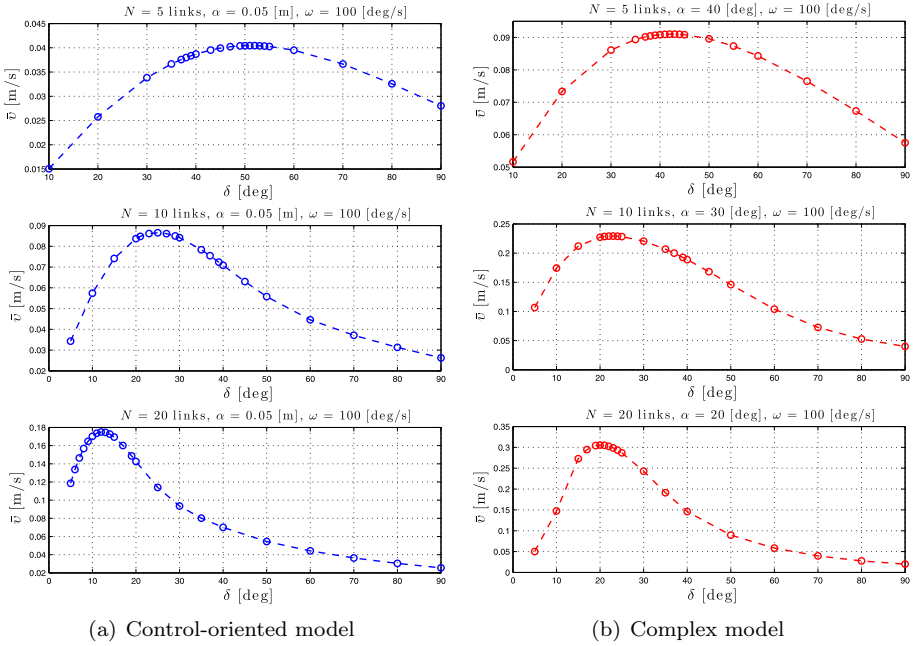 N = 5 links, α = 0.05 [m], ω = 100 [deg/s]
0.045
0.04
0.035
0.03
0.025
0.02
0.015
v̄ [m/s]
10 20 30 40 50 60 70 80 90
δ [deg]
N = 10 links, α = 0.05 [m], ω = 100 [deg/s]
0.09
0.08
0.07
0.06
0.05
0.04
0.03
0.02
v̄ [m/s]
0 10 20 30 40 50 60 70 80 90
δ [deg]
N = 20 links, α = 0.05 [m], ω = 100 [deg/s]
0.18
0.16
0.14
0.12
0.1
0.08
0.06
0.04
0.02
v̄ [m/s]
0 10 20 30 40 50 60 70 80 90
δ [deg]
(a) Control-oriented model
N = 5 links, α = 40 [deg], ω = 100 [deg/s]
0.09
0.08
0.07
0.06
0.05
v̄ [m/s]
10 20 30 40 50 60 70 80 90
δ [deg]
N = 10 links, α = 30 [deg], ω = 100 [deg/s]
0.25
0.2
0.15
0.1
0.05
0
v̄ [m/s]
0 10 20 30 40 50 60 70 80 90
δ [deg]
N = 20 links, α = 20 [deg], ω = 100 [deg/s]
0.35
0.3
0.25
0.2
0.15
0.1
0.05
0
v̄ [m/s]
0 10 20 30 40 50 60 70 80 90
δ [deg]
(b) Complex model